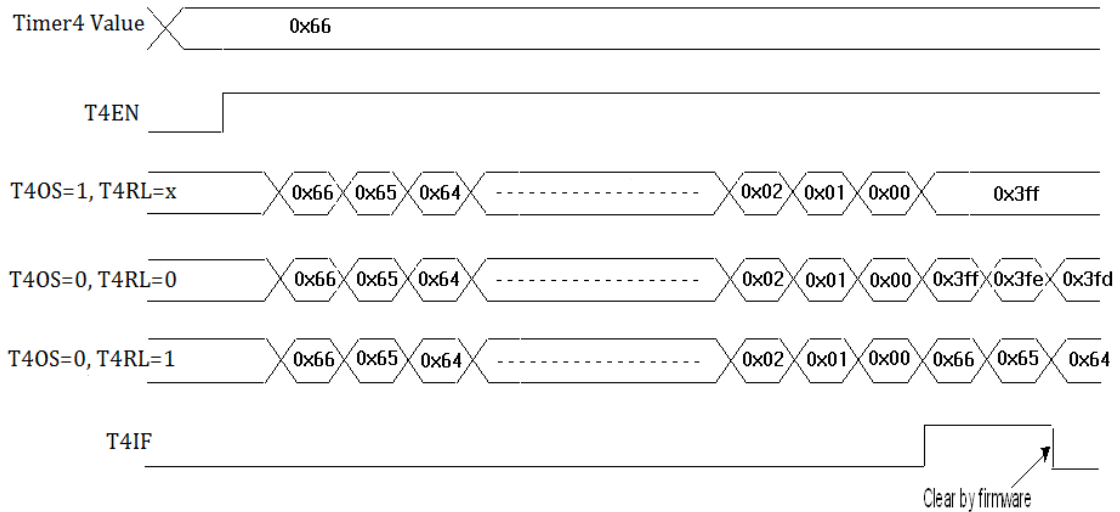 Timer4 Value 0x66
T4EN
T4OS=1, T4RL=x 0x66 0x65 0x64 0x02 0x01 0x00 0x3ff
T4OS=0, T4RL=0 0x66 0x65 0x64 0x02 0x01 0x00 0x3ff 0x3fe 0x3fd
T4OS=0, T4RL=1 0x66 0x65 0x64 0x02 0x01 0x00 0x66 0x65 0x64
T4IF
Clear by firmware